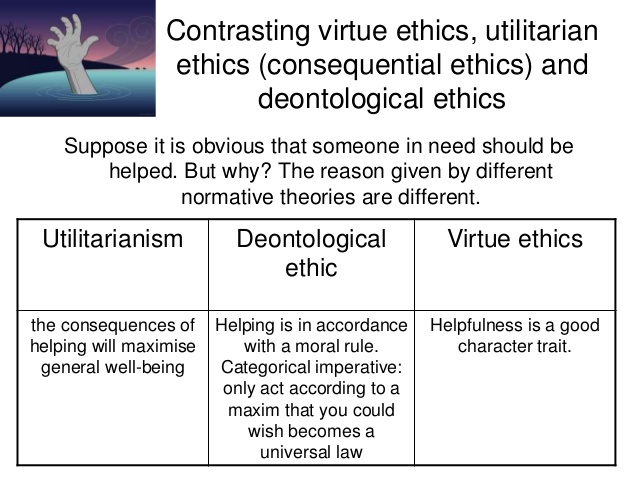 Contrasting virtue ethics, utilitarian
ethics (consequential ethics) and
deontological ethics
Suppose it is obvious that someone in need should be
helped. But why? The reason given by different
normative theories are different.
Utilitarianism
Deontological
ethic
Virtue ethics
the consequences of
helping will maximise
general well-being
Helping is in accordance
with a moral rule.
Categorical imperative:
only act according to a
maxim that you could
wish becomes a
universal law
Helpfulness is a good
character trait.